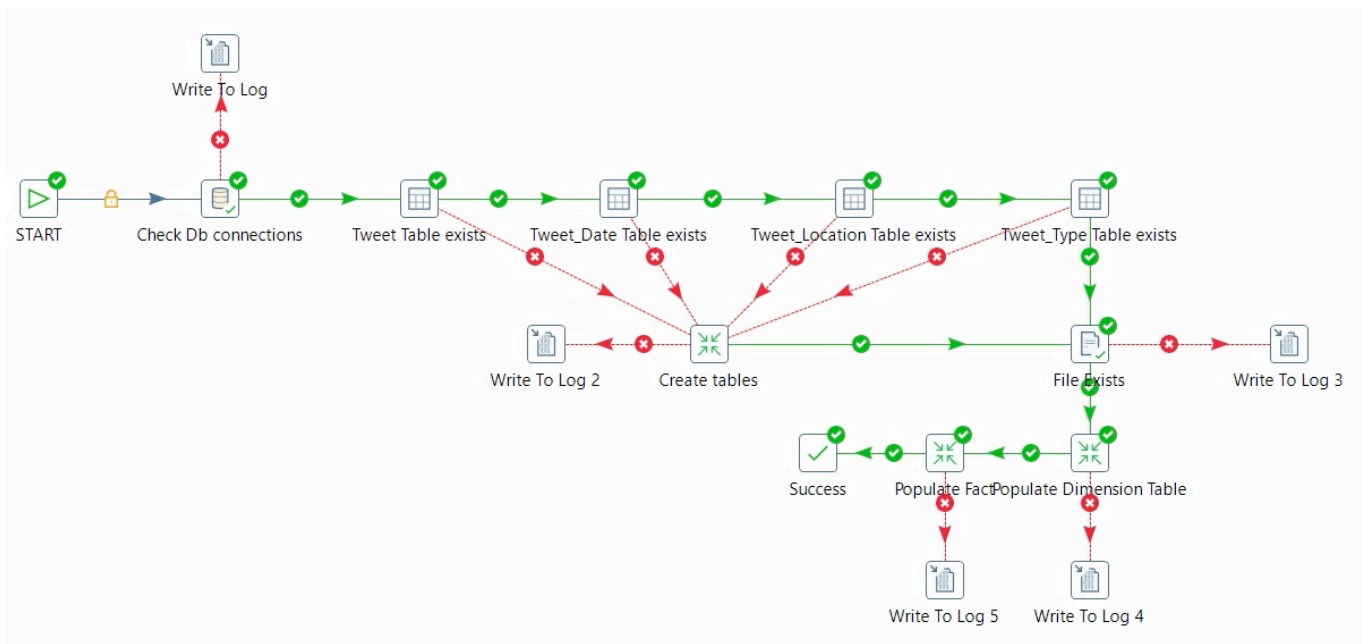 Write To Log
START
Check Db connections
Tweet Table exists
Tweet_Date Table exists
Tweet_Location Table exists
Tweet_Type Table exists
Write To Log 2
Create tables
File Exists
Write To Log 3
Success
Populate Fact
Populate Dimension Table
Write To Log 5
Write To Log 4